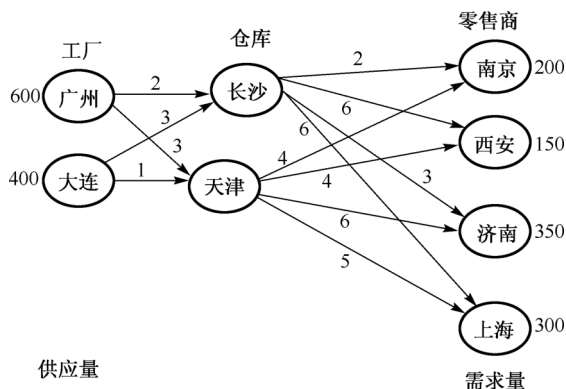 工厂
仓库
零售商
600
广州
400
大连
长沙
天津
南京
200
西安
150
济南
350
上海
300
2
3
3
1
2
6
3
6
4
4
6
5
供应量
需求量